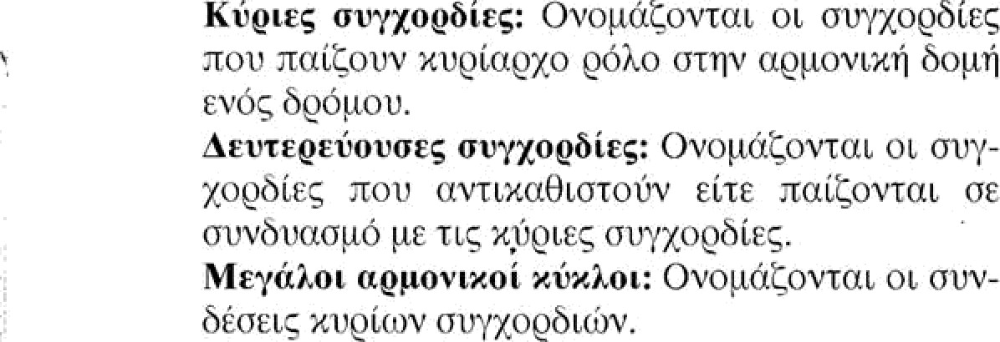 Κύριες συγχορδίες: Ονομάζονται οι συγχορδίες
που παίζουν κυρίαρχο ρόλο στην αρμονική δομή
ενός δρόμου.
Δευτερεύουσες συγχορδίες: Ονομάζονται οι συγ-
χορδίες που αντικαθιστούν είτε παίζονται σε
συνδυασμό με τις κύριες συγχορδίες.
Μεγάλοι αρμονικοί κύκλοι: Ονομάζονται οι συν-
δέσεις κυρίων συγχορδιών.